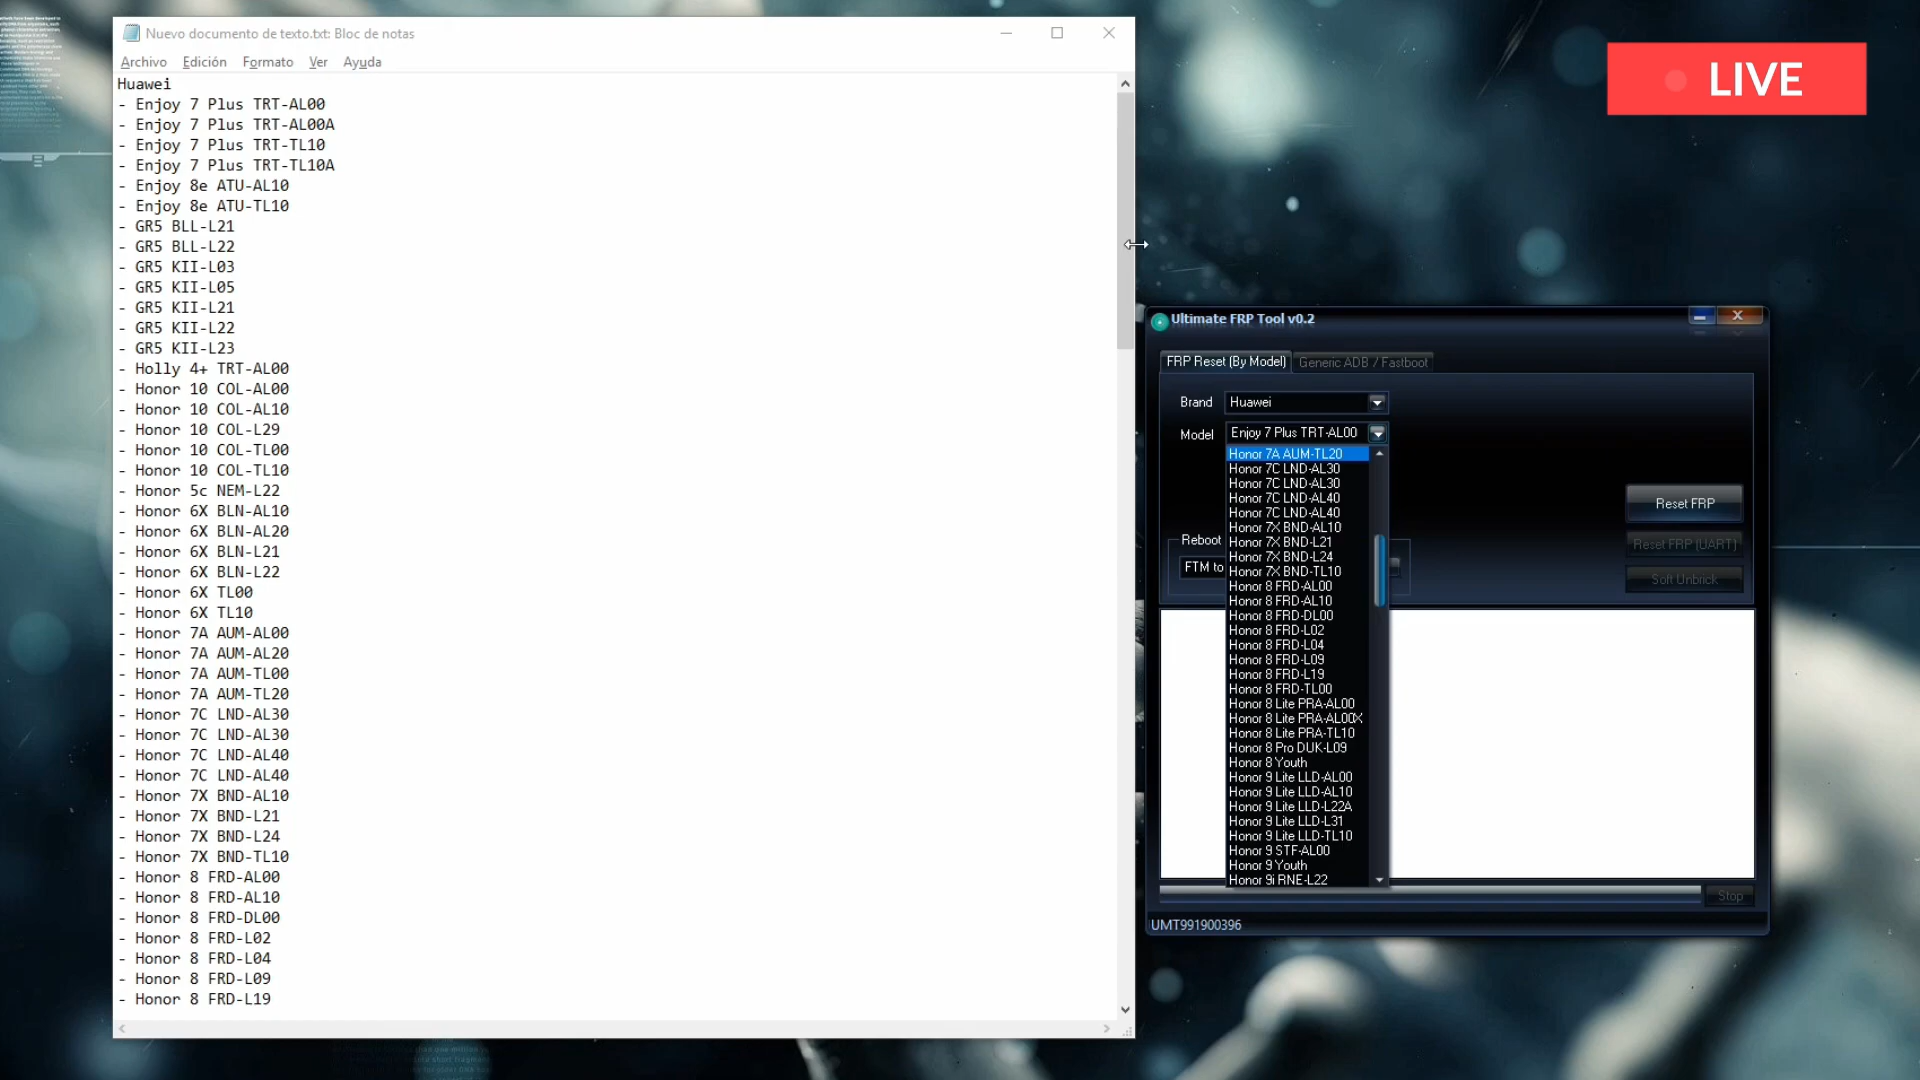 Nuevo documento de texto.txt: Bloc de notas
Archivo Edición Formato Ver Ayuda
Huawei
- Enjoy 7 Plus TRT-AL00
- Enjoy 7 Plus TRT-AL00A
- Enjoy 7 Plus TRT-TL10
- Enjoy 7 Plus TRT-TL10A
- Enjoy 8e ATU-AL10
- Enjoy 8e ATU-TL10
- GR5 BLL-L21
- GR5 BLL-L22
- GR5 KII-L03
- GR5 KII-L05
- GR5 KII-L21
- GR5 KII-L22
- GR5 KII-L23
- Holly 4+ TRT-AL00
- Honor 10 COL-AL00
- Honor 10 COL-AL10
- Honor 10 COL-L29
- Honor 10 COL-TL00
- Honor 10 COL-TL10
- Honor 5c NEM-L22
- Honor 6X BLN-AL10
- Honor 6X BLN-AL20
- Honor 6X BLN-L21
- Honor 6X BLN-L22
- Honor 6X TL00
- Honor 6X TL10
- Honor 7A AUM-AL00
- Honor 7A AUM-AL20
- Honor 7A AUM-TL00
- Honor 7A AUM-TL20
- Honor 7C LND-AL30
- Honor 7C LND-AL30
- Honor 7C LND-AL40
- Honor 7C LND-AL40
- Honor 7X BND-AL10
- Honor 7X BND-L21
- Honor 7X BND-L24
- Honor 7X BND-TL10
- Honor 8 FRD-AL00
- Honor 8 FRD-AL10
- Honor 8 FRD-DL00
- Honor 8 FRD-L02
- Honor 8 FRD-L04
- Honor 8 FRD-L09
- Honor 8 FRD-L19
LIVE
Ultimate FRP Tool v0.2
FRP Reset (By Model) Generic ADB / Fastboot
Brand Huawei
Model Enjoy 7 Plus TRT-AL00
Honor 7A AUM-TL20
Honor 7C LND-AL30
Honor 7C LND-AL30
Honor 7C LND-AL40
Honor 7C LND-AL40
Honor 7X BND-AL10
Honor 7X BND-L21
Honor 7X BND-L24
Honor 7X BND-TL10
Honor 8 FRD-AL00
Honor 8 FRD-AL10
Honor 8 FRD-DL00
Honor 8 FRD-L02
Honor 8 FRD-L04
Honor 8 FRD-L09
Honor 8 FRD-L19
Honor 8 FRD-TL00
Honor 8 Lite PRA-AL00
Honor 8 Lite PRA-AL00X
Honor 8 Lite PRA-TL10
Honor 8 Pro DUK-L09
Honor 8 Youth
Honor 9 Lite LLD-AL00
Honor 9 Lite LLD-AL10
Honor 9 Lite LLD-L22A
Honor 9 Lite LLD-L31
Honor 9 Lite LLD-TL10
Honor 9 STF-AL00
Honor 9 Youth
Honor 9i RNE-L22
Reboot
FTM to
Reset FRP
Reset FRP (UART)
Soft Unbrick
Stop
UMT991900396